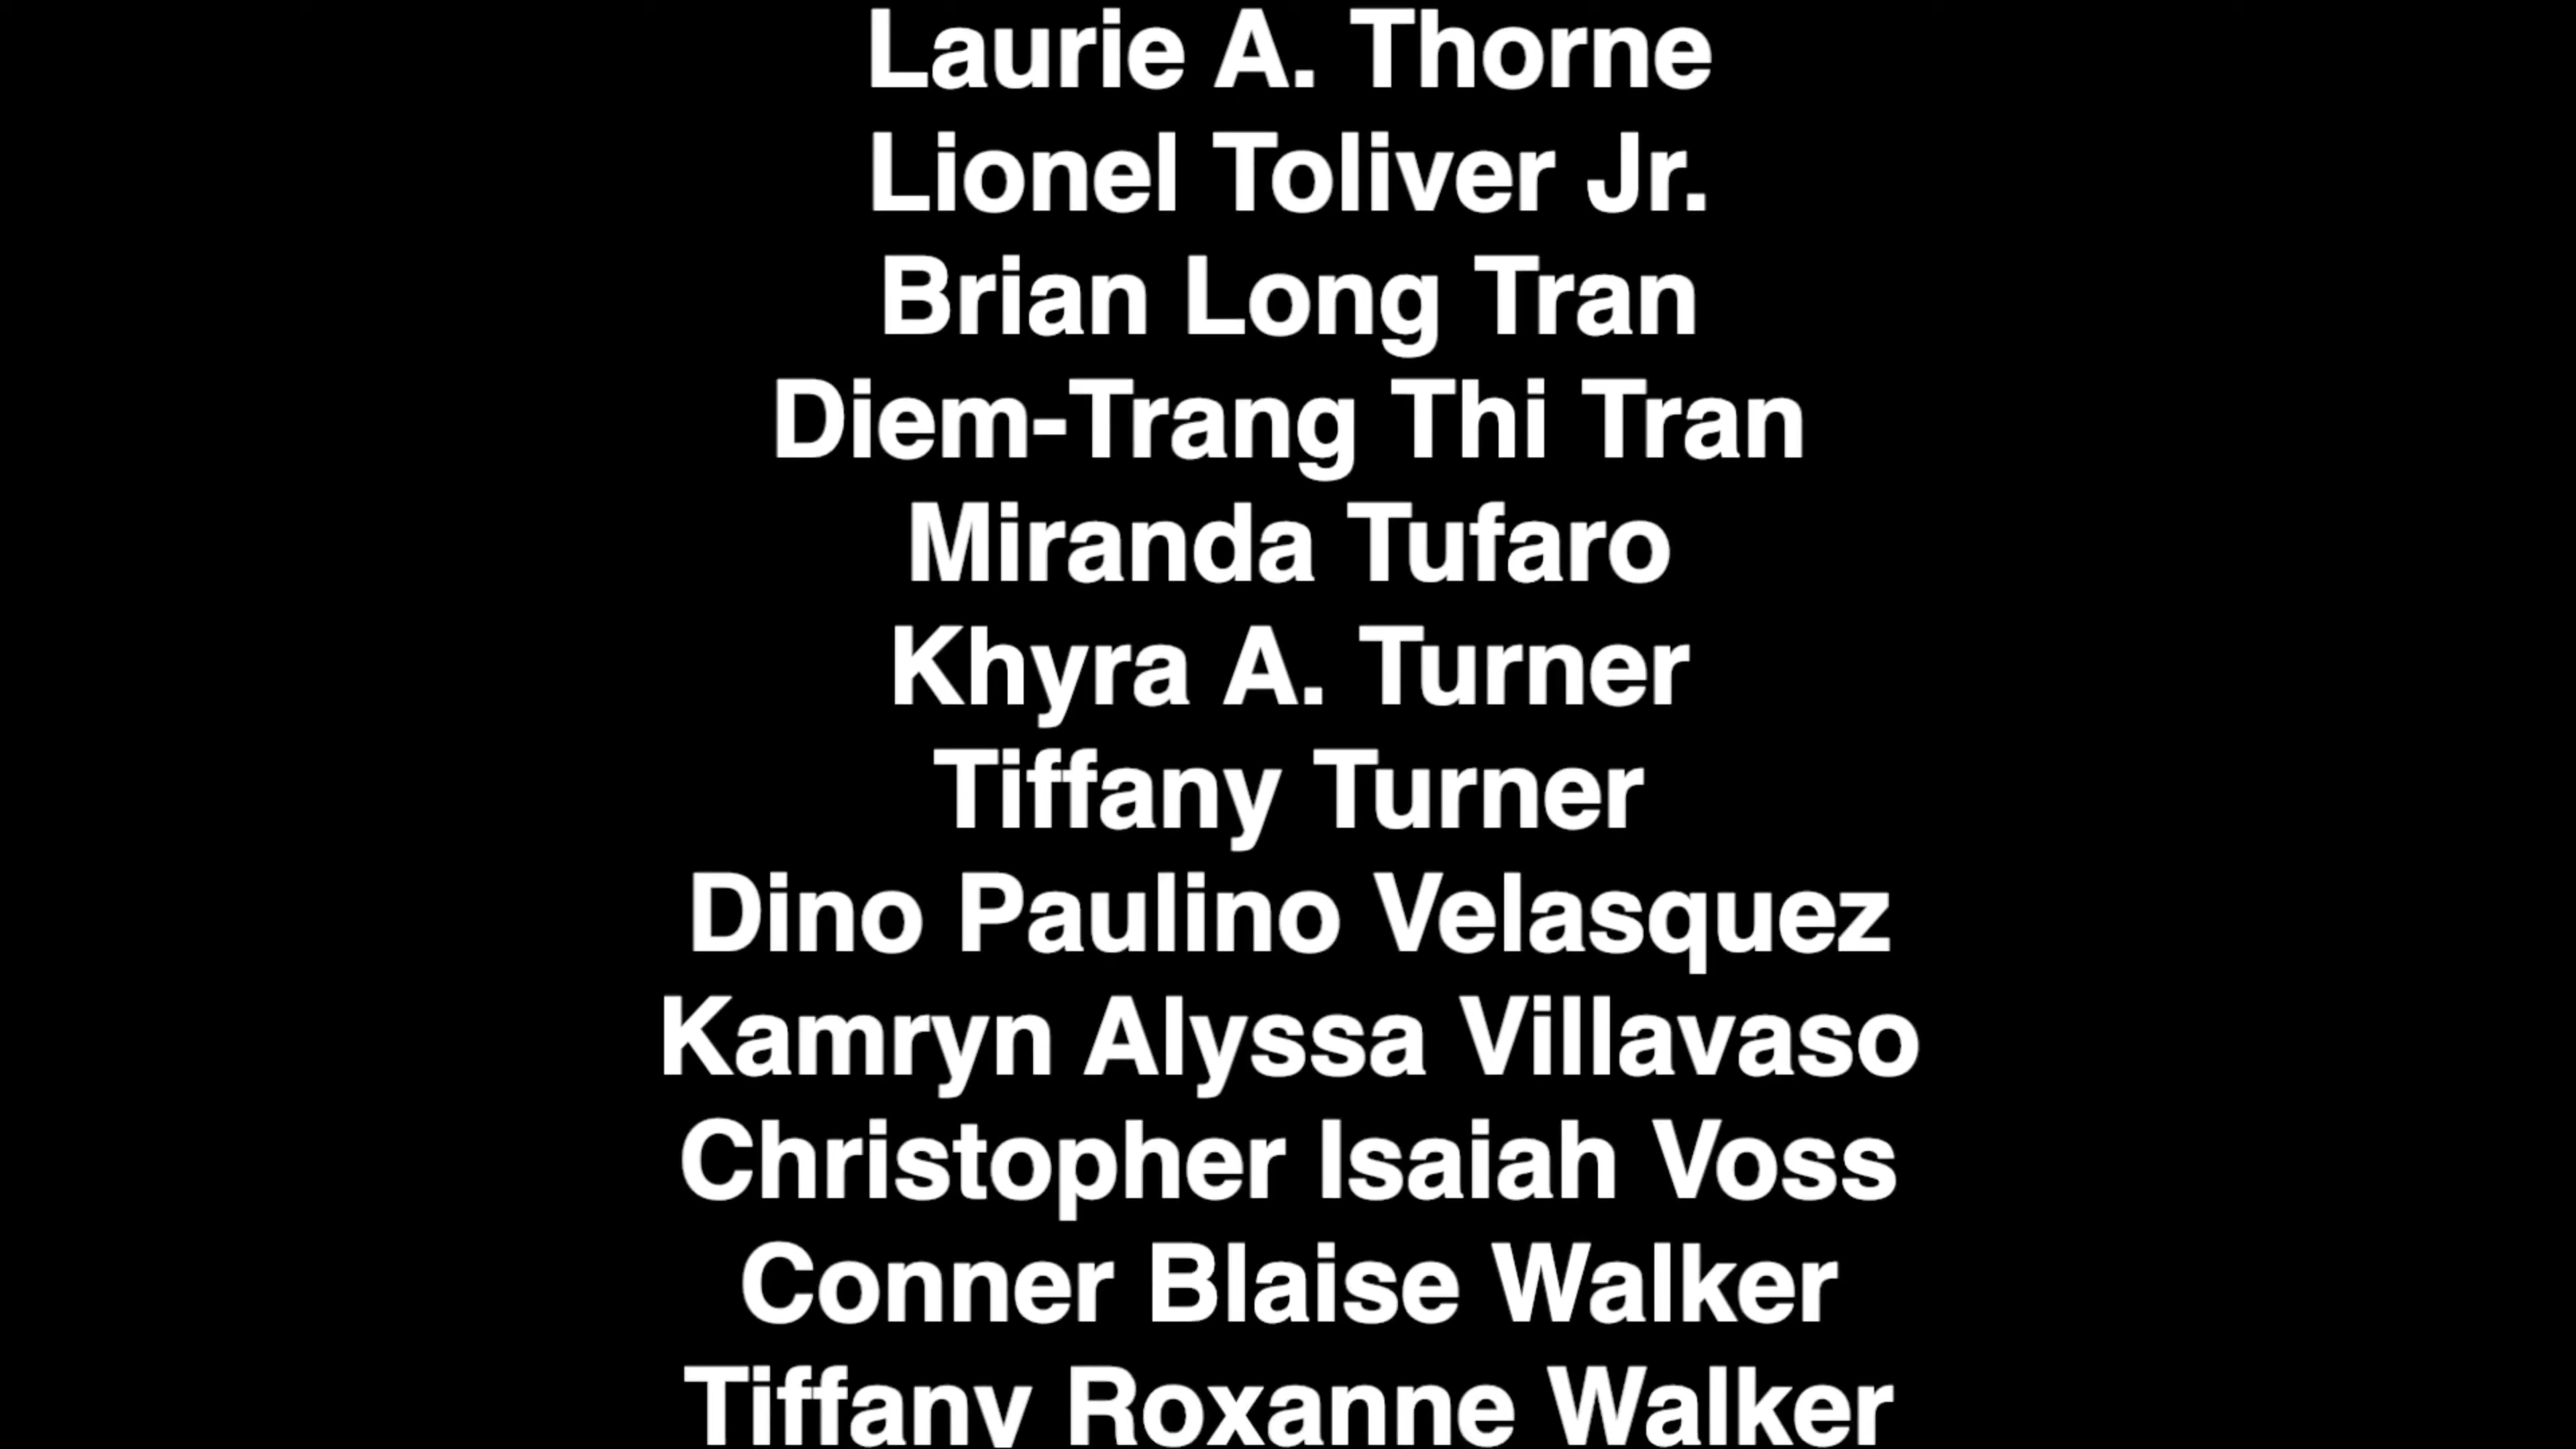 Laurie A. Thorne
Lionel Toliver Jr.
Brian Long Tran
Diem-Trang Thi Tran
Miranda Tufaro
Khyra A. Turner
Tiffany Turner
Dino Paulino Velasquez
Kamryn Alyssa Villavaso
Christopher Isaiah Voss
Conner Blaise Walker
Tiffany Roxanne Walker